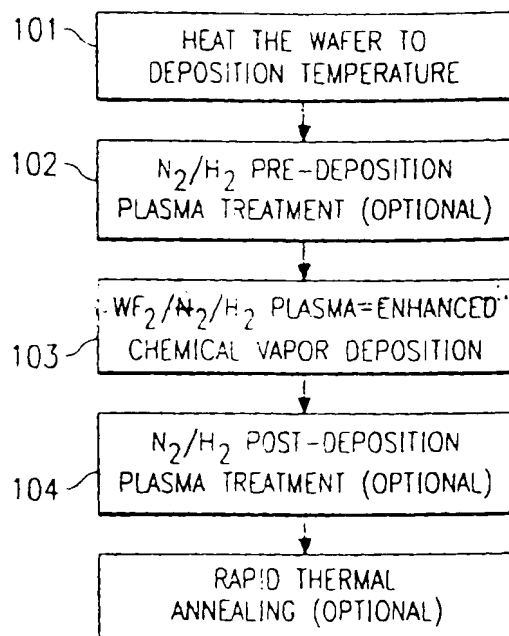 101
HEAT THE WAFER TO
DEPOSITION TEMPERATURE
102
N2/H2 PRE-DEPOSITION
PLASMA TREATMENT (OPTIONAL)
WF2/N2/H2 PLASMA=ENHANCED
103
CHEMICAL VAPOR DEPOSITION
N2/H2 POST-DEPOSITION
104
PLASMA TREATMENT (OPTIONAL)
RAPID THERMAL
ANNEALING (OPTIONAL)